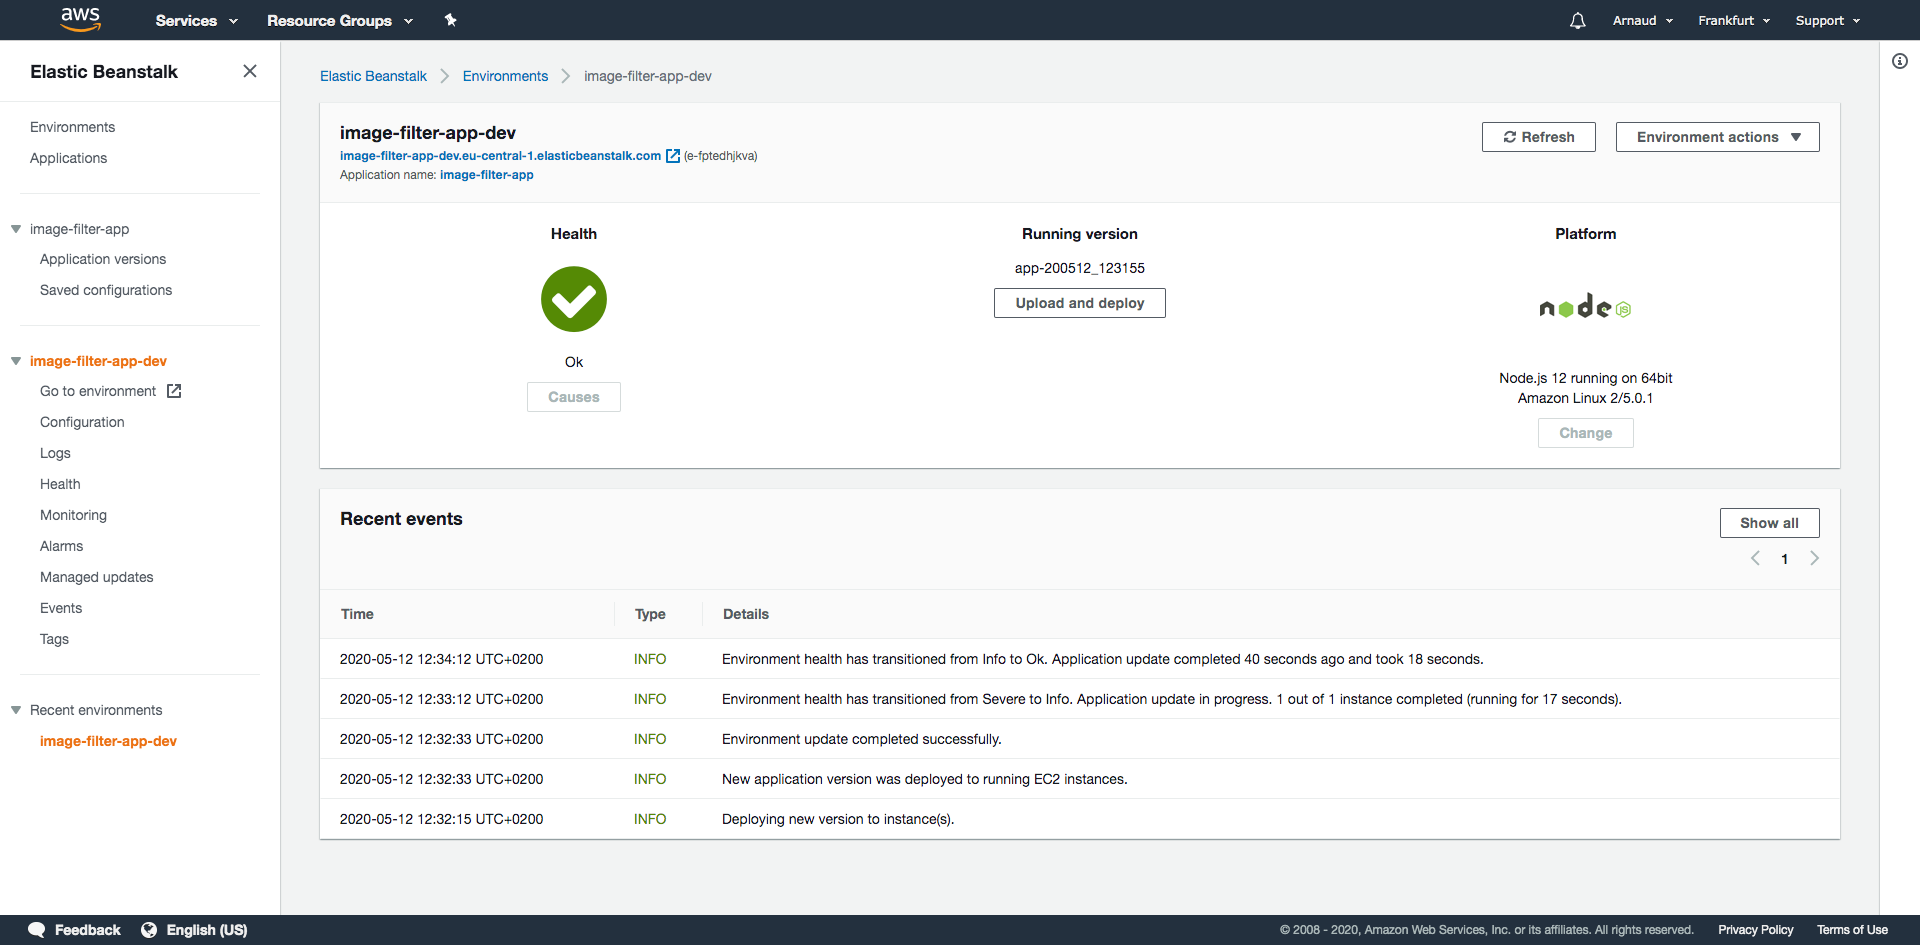 aws Services Resource Groups Arnaud Frankfurt Support
Elastic Beanstalk
Environments
Applications
image-filter-app
Application versions
Saved configurations
image-filter-app-dev
Go to environment
Configuration
Logs
Health
Monitoring
Alarms
Managed updates
Events
Tags
Recent environments
image-filter-app-dev
Elastic Beanstalk Environments image-filter-app-dev
image-filter-app-dev
image-filter-app-dev.eu-central-1.elasticbeanstalk.com (e-fptedhjkva)
Application name: image-filter-app
Refresh Environment actions
Health
Ok
Causes
Running version
app-200512_123155
Upload and deploy
Platform
node JS
Node.js 12 running on 64bit
Amazon Linux 2/5.0.1
Change
Recent events
Show all
1
Time Type Details
2020-05-12 12:34:12 UTC+0200 INFO Environment health has transitioned from Info to Ok. Application update completed 40 seconds ago and took 18 seconds.
2020-05-12 12:33:12 UTC+0200 INFO Environment health has transitioned from Severe to Info. Application update in progress. 1 out of 1 instance completed (running for 17 seconds).
2020-05-12 12:32:33 UTC+0200 INFO Environment update completed successfully.
2020-05-12 12:32:33 UTC+0200 INFO New application version was deployed to running EC2 instances.
2020-05-12 12:32:15 UTC+0200 INFO Deploying new version to instance(s).
Feedback English (US) © 2008 - 2020, Amazon Web Services, Inc. or its affiliates. All rights reserved. Privacy Policy Terms of Use